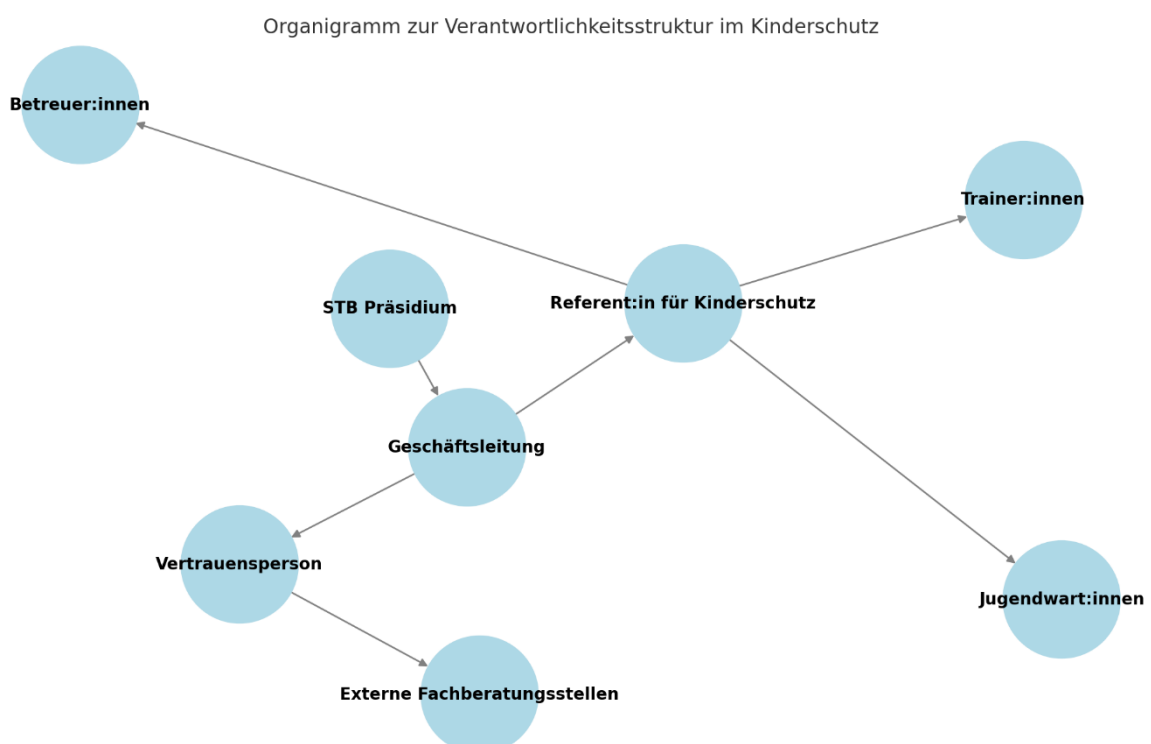 Organigramm zur Verantwortlichkeitsstruktur im Kinderschutz
Betreuer:innen
Trainer:innen
STB Präsidium
Referent:in für Kinderschutz
Geschäftsleitung
Vertrauensperson
Jugendwart:innen
Externe Fachberatungsstellen